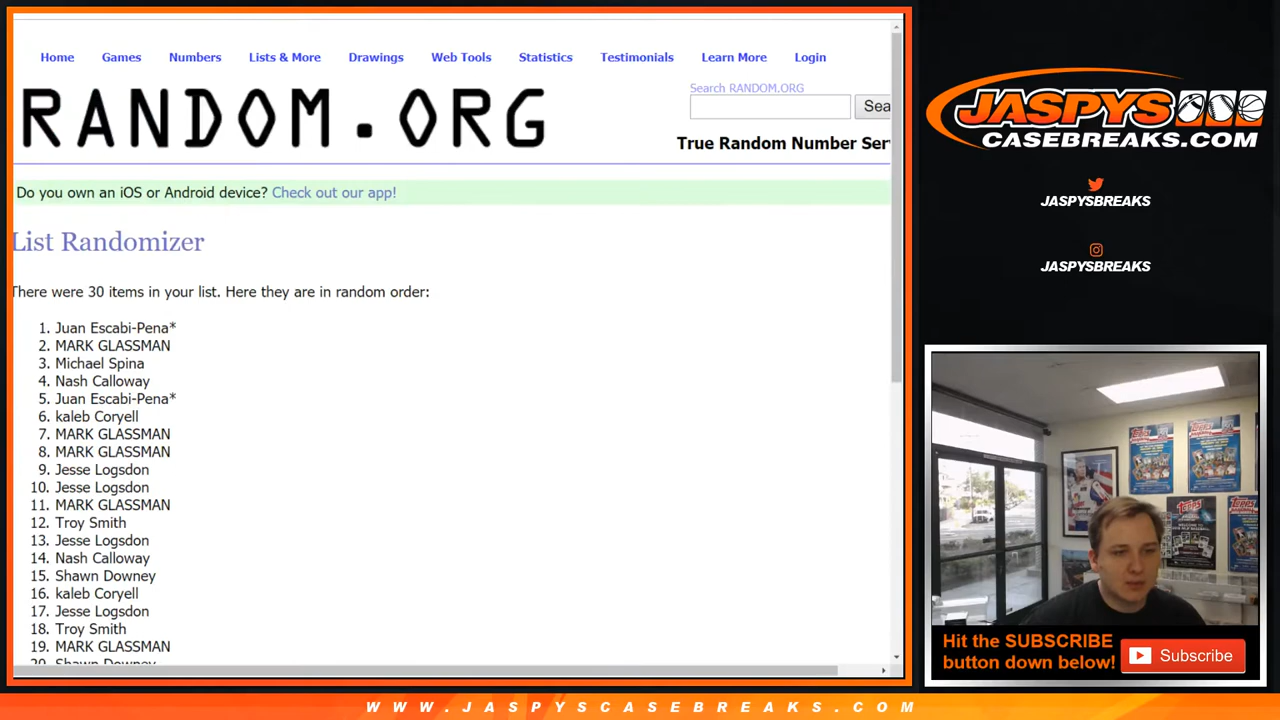 Home Games Numbers Lists & More Drawings Web Tools Statistics Testimonials Learn More Login
RANDOM.ORG
Search RANDOM.ORG
Sea
True Random Number Ser
Do you own an iOS or Android device? Check out our app!
List Randomizer
There were 30 items in your list. Here they are in random order:
1. Juan Escabi-Pena*
2. MARK GLASSMAN
3. Michael Spina
4. Nash Calloway
5. Juan Escabi-Pena*
6. kaleb Coryell
7. MARK GLASSMAN
8. MARK GLASSMAN
9. Jesse Logsdon
10. Jesse Logsdon
11. MARK GLASSMAN
12. Troy Smith
13. Jesse Logsdon
14. Nash Calloway
15. Shawn Downey
16. kaleb Coryell
17. Jesse Logsdon
18. Troy Smith
19. MARK GLASSMAN
20. Shawn Downey
JASPYS
CASEBREAKS.COM
JASPYSBREAKS
JASPYSBREAKS
Topps
Topps
Topps
Hit the SUBSCRIBE
button down below!
Subscribe
WWW.JASPYSCASEBREAKS.COM